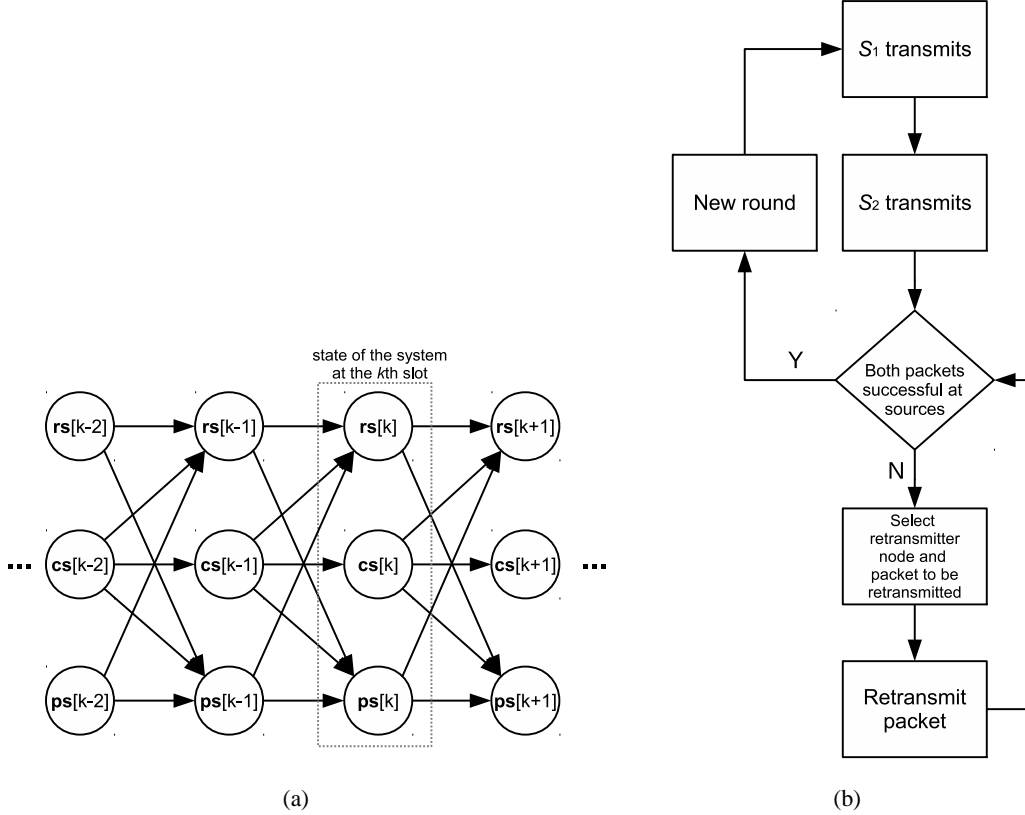 state of the system
at the kth slot
rs[k-2]
rs[k-1]
rs[k]
rs[k+1]
...
cs[k-2]
cs[k-1]
cs[k]
cs[k+1]
...
ps[k-2]
ps[k-1]
ps[k]
ps[k+1]
(a)
S1 transmits
New round
S2 transmits
Y
Both packets
successful at
sources
N
Select
retransmitter
node and
packet to be
retransmitted
Retransmit
packet
(b)